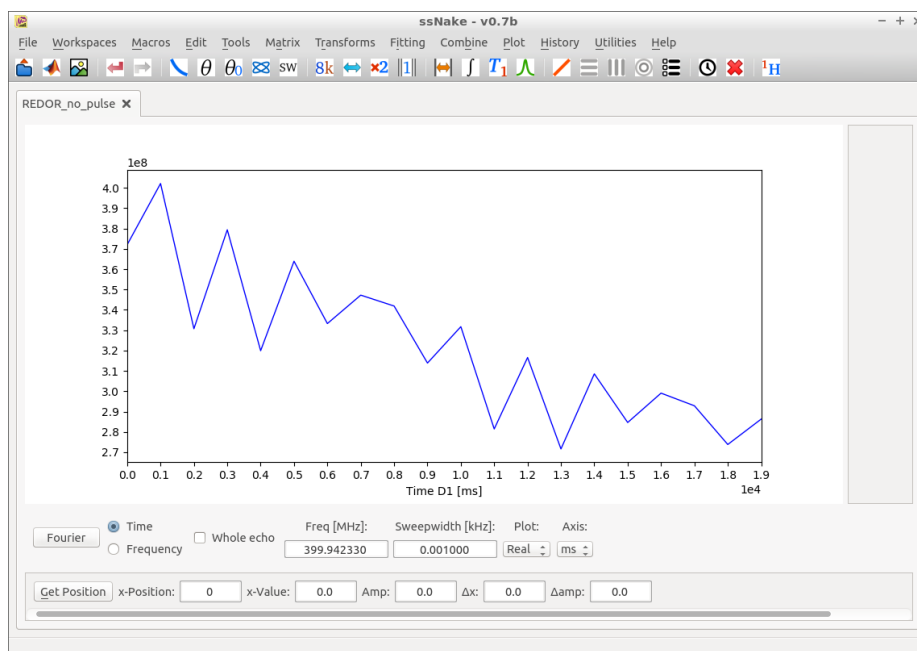 ssNake - v0.7b
File Workspaces Macros Edit Tools Matrix Transforms Fitting Combine Plot History Utilities Help
θ θ0 SW 8k ×2 ‖1‖ ∫ T1 1H
REDOR_no_pulse
1e8
4.0
3.9
3.8
3.7
3.6
3.5
3.4
3.3
3.2
3.1
3.0
2.9
2.8
2.7
0.0 0.1 0.2 0.3 0.4 0.5 0.6 0.7 0.8 0.9 1.0 1.1 1.2 1.3 1.4 1.5 1.6 1.7 1.8 1.9
Time D1 [ms]
1e4
Fourier
Time
Frequency
Whole echo
Freq [MHz]: Sweepwidth [kHz]: Plot: Axis:
399.942330 0.001000 Real ms
Get Position x-Position: 0 x-Value: 0.0 Amp: 0.0 Δx: 0.0 Δamp: 0.0